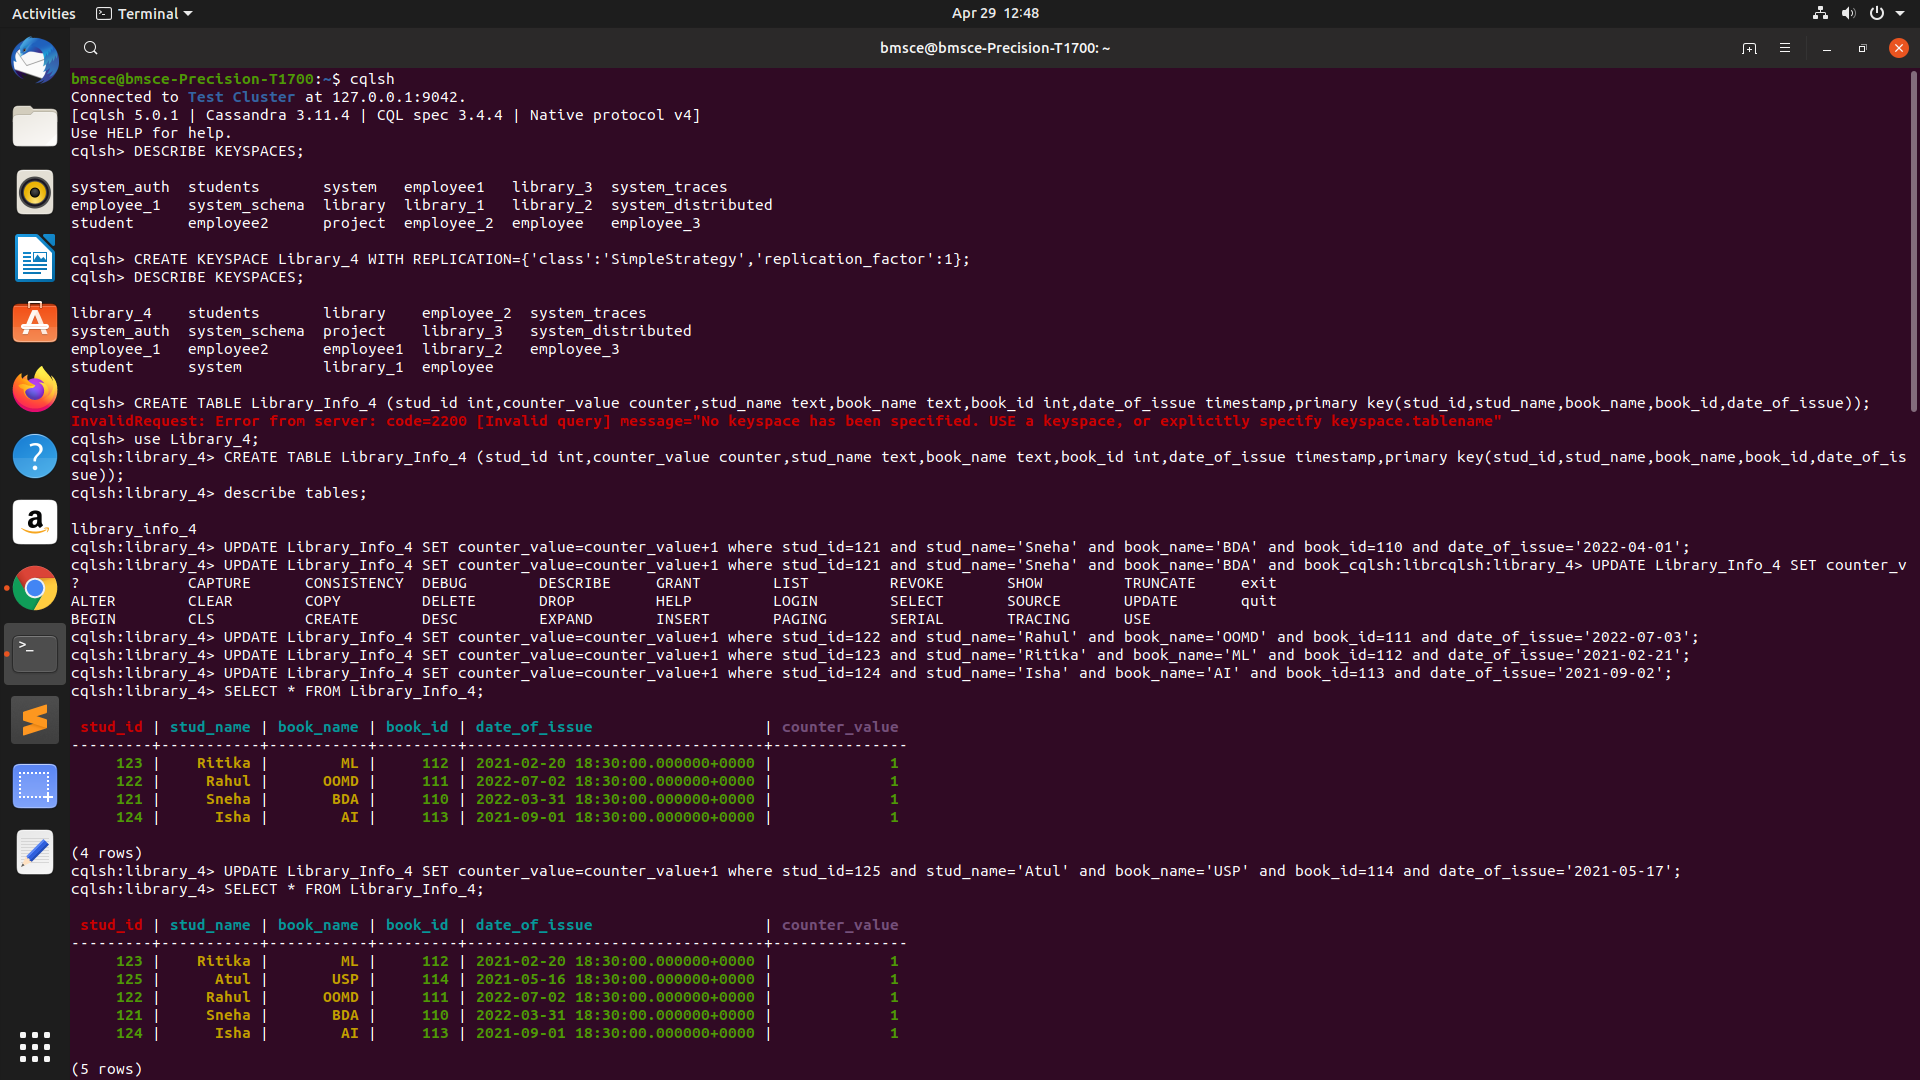 Activities Terminal Apr 29 12:48
bmsce@bmsce-Precision-T1700: ~
bmsce@bmsce-Precision-T1700:~$ cqlsh
Connected to Test Cluster at 127.0.0.1:9042.
[cqlsh 5.0.1 | Cassandra 3.11.4 | CQL spec 3.4.4 | Native protocol v4]
Use HELP for help.
cqlsh> DESCRIBE KEYSPACES;
system_auth  students       system   employee1   library_3  system_traces
employee_1   system_schema  library  library_1   library_2  system_distributed
student      employee2      project  employee_2  employee   employee_3
cqlsh> CREATE KEYSPACE Library_4 WITH REPLICATION={'class':'SimpleStrategy','replication_factor':1};
cqlsh> DESCRIBE KEYSPACES;
library_4    students       library    employee_2  system_traces
system_auth  system_schema  project    library_3   system_distributed
employee_1   employee2      employee1  library_2   employee_3
student      system         library_1  employee
cqlsh> CREATE TABLE Library_Info_4 (stud_id int,counter_value counter,stud_name text,book_name text,book_id int,date_of_issue timestamp,primary key(stud_id,stud_name,book_name,book_id,date_of_issue));
InvalidRequest: Error from server: code=2200 [Invalid query] message="No keyspace has been specified. USE a keyspace, or explicitly specify keyspace.tablename"
cqlsh> use Library_4;
cqlsh:library_4> CREATE TABLE Library_Info_4 (stud_id int,counter_value counter,stud_name text,book_name text,book_id int,date_of_issue timestamp,primary key(stud_id,stud_name,book_name,book_id,date_of_is
sue));
cqlsh:library_4> describe tables;
library_info_4
cqlsh:library_4> UPDATE Library_Info_4 SET counter_value=counter_value+1 where stud_id=121 and stud_name='Sneha' and book_name='BDA' and book_id=110 and date_of_issue='2022-04-01';
cqlsh:library_4> UPDATE Library_Info_4 SET counter_value=counter_value+1 where stud_id=121 and stud_name='Sneha' and book_name='BDA' and book_cqlsh:librcqlsh:library_4> UPDATE Library_Info_4 SET counter_v
?            CAPTURE      CONSISTENCY  DEBUG        DESCRIBE     GRANT        LIST         REVOKE       SHOW         TRUNCATE     exit
ALTER        CLEAR        COPY         DELETE       DROP         HELP         LOGIN        SELECT       SOURCE       UPDATE       quit
BEGIN        CLS          CREATE       DESC         EXPAND       INSERT       PAGING       SERIAL       TRACING      USE
cqlsh:library_4> UPDATE Library_Info_4 SET counter_value=counter_value+1 where stud_id=122 and stud_name='Rahul' and book_name='OOMD' and book_id=111 and date_of_issue='2022-07-03';
cqlsh:library_4> UPDATE Library_Info_4 SET counter_value=counter_value+1 where stud_id=123 and stud_name='Ritika' and book_name='ML' and book_id=112 and date_of_issue='2021-02-21';
cqlsh:library_4> UPDATE Library_Info_4 SET counter_value=counter_value+1 where stud_id=124 and stud_name='Isha' and book_name='AI' and book_id=113 and date_of_issue='2021-09-02';
cqlsh:library_4> SELECT * FROM Library_Info_4;
 stud_id | stud_name | book_name | book_id | date_of_issue                   | counter_value
---------+-----------+-----------+---------+---------------------------------+---------------
     123 |    Ritika |        ML |     112 | 2021-02-20 18:30:00.000000+0000 |             1
     122 |     Rahul |      OOMD |     111 | 2022-07-02 18:30:00.000000+0000 |             1
     121 |     Sneha |       BDA |     110 | 2022-03-31 18:30:00.000000+0000 |             1
     124 |      Isha |        AI |     113 | 2021-09-01 18:30:00.000000+0000 |             1
(4 rows)
cqlsh:library_4> UPDATE Library_Info_4 SET counter_value=counter_value+1 where stud_id=125 and stud_name='Atul' and book_name='USP' and book_id=114 and date_of_issue='2021-05-17';
cqlsh:library_4> SELECT * FROM Library_Info_4;
 stud_id | stud_name | book_name | book_id | date_of_issue                   | counter_value
---------+-----------+-----------+---------+---------------------------------+---------------
     123 |    Ritika |        ML |     112 | 2021-02-20 18:30:00.000000+0000 |             1
     125 |      Atul |       USP |     114 | 2021-05-16 18:30:00.000000+0000 |             1
     122 |     Rahul |      OOMD |     111 | 2022-07-02 18:30:00.000000+0000 |             1
     121 |     Sneha |       BDA |     110 | 2022-03-31 18:30:00.000000+0000 |             1
     124 |      Isha |        AI |     113 | 2021-09-01 18:30:00.000000+0000 |             1
(5 rows)